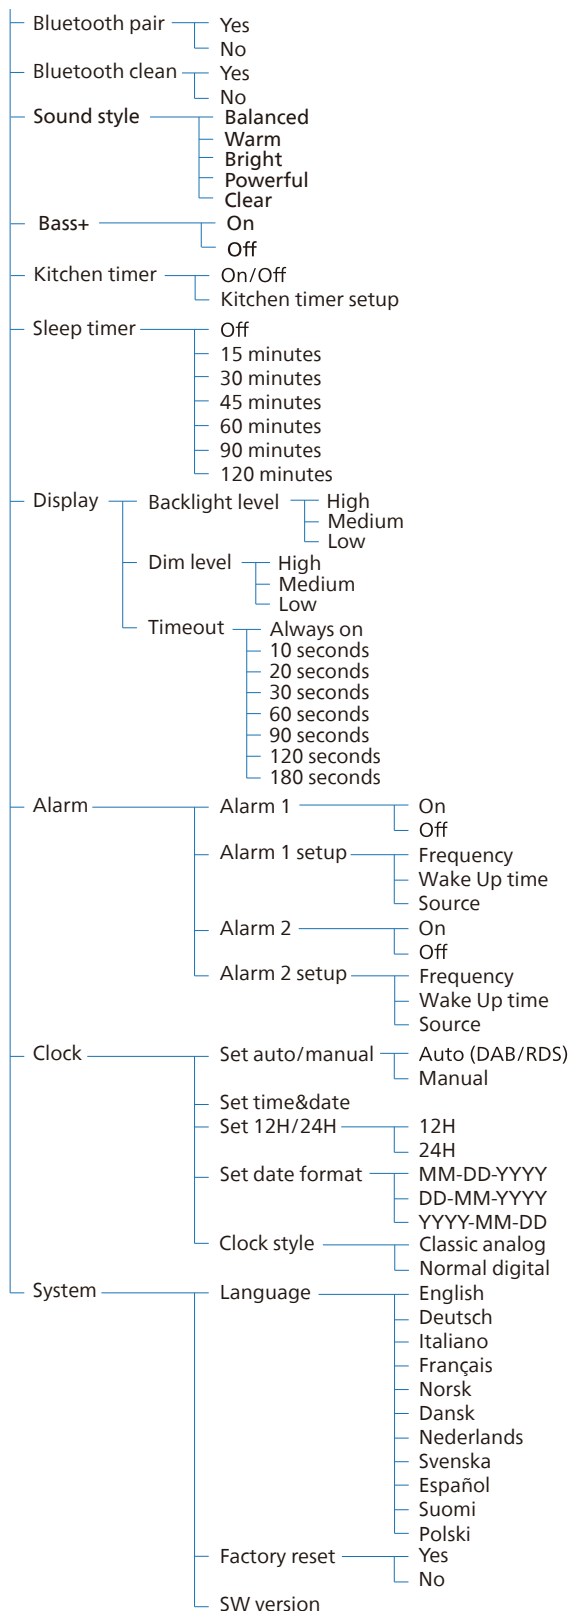 Bluetooth pair Yes
No
Bluetooth clean Yes
No
Sound style Balanced
Warm
Bright
Powerful
Clear
Bass+ On
Off
Kitchen timer On/Off
Kitchen timer setup
Sleep timer Off
15 minutes
30 minutes
45 minutes
60 minutes
90 minutes
120 minutes
Display Backlight level High
Medium
Low
Dim level High
Medium
Low
Timeout Always on
10 seconds
20 seconds
30 seconds
60 seconds
90 seconds
120 seconds
180 seconds
Alarm Alarm 1 On
Off
Alarm 1 setup Frequency
Wake Up time
Source
Alarm 2 On
Off
Alarm 2 setup Frequency
Wake Up time
Source
Clock Set auto/manual Auto (DAB/RDS)
Manual
Set time&date
Set 12H/24H 12H
24H
Set date format MM-DD-YYYY
DD-MM-YYYY
YYYY-MM-DD
Clock style Classic analog
Normal digital
System Language English
Deutsch
Italiano
Français
Norsk
Dansk
Nederlands
Svenska
Español
Suomi
Polski
Factory reset Yes
No
SW version